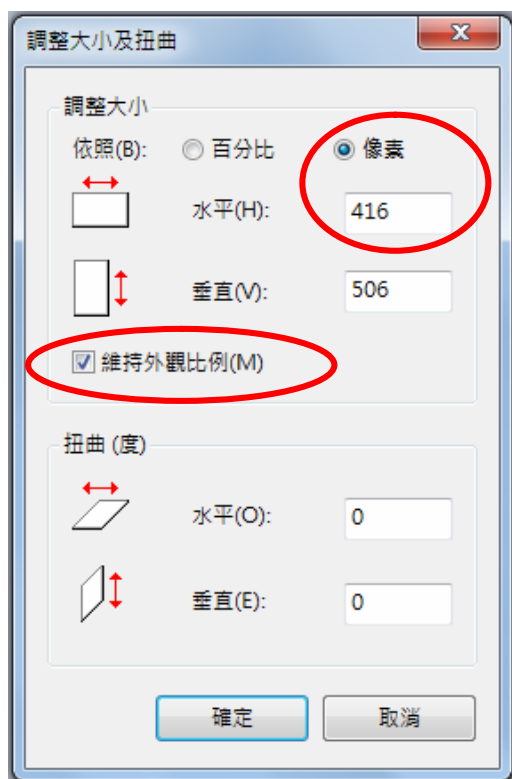 調整大小及扭曲
調整大小
依照(B): 百分比 像素
水平(H): 416
垂直(V): 506
維持外觀比例(M)
扭曲 (度)
水平(O): 0
垂直(E): 0
確定 取消